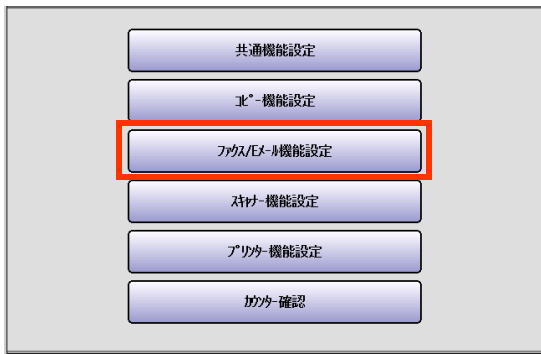 共通機能設定
ｺﾋﾟｰ機能設定
ﾌｧｸｽ/Eﾒｰﾙ機能設定
ｽｷｬﾅｰ機能設定
ﾌﾟﾘﾝﾀｰ機能設定
ｶｳﾝﾀｰ確認